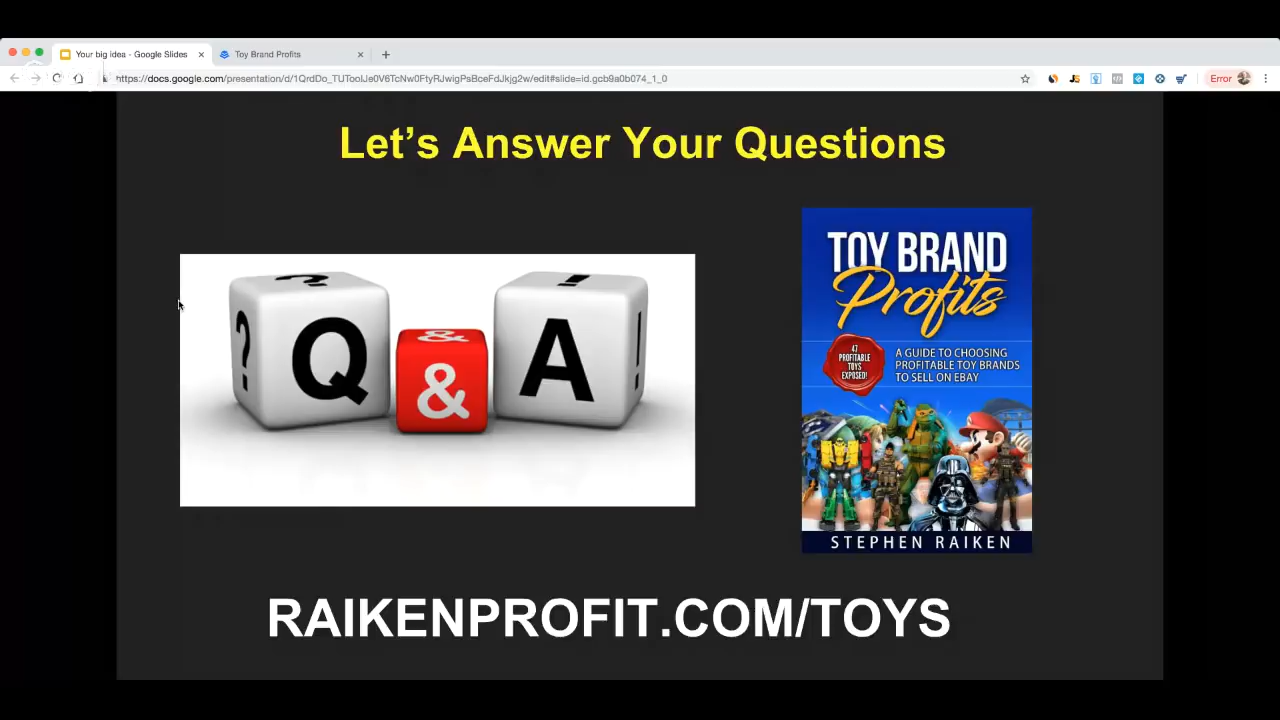 Your big idea - Google Slides
Toy Brand Profits
https://docs.google.com/presentation/d/1QrdDo_TUTooIJe0V6TcNw0FtyRJwigPsBceFdJkjg2w/edit#slide=id.gcb9a0b074_1_0
Error
Let’s Answer Your Questions
? ? Q & & A ! !
TOY BRAND
Profits
47
PROFITABLE
TOYS
EXPOSED!
A GUIDE TO CHOOSING
PROFITABLE TOY BRANDS
TO SELL ON EBAY
STEPHEN RAIKEN
RAIKENPROFIT.COM/TOYS